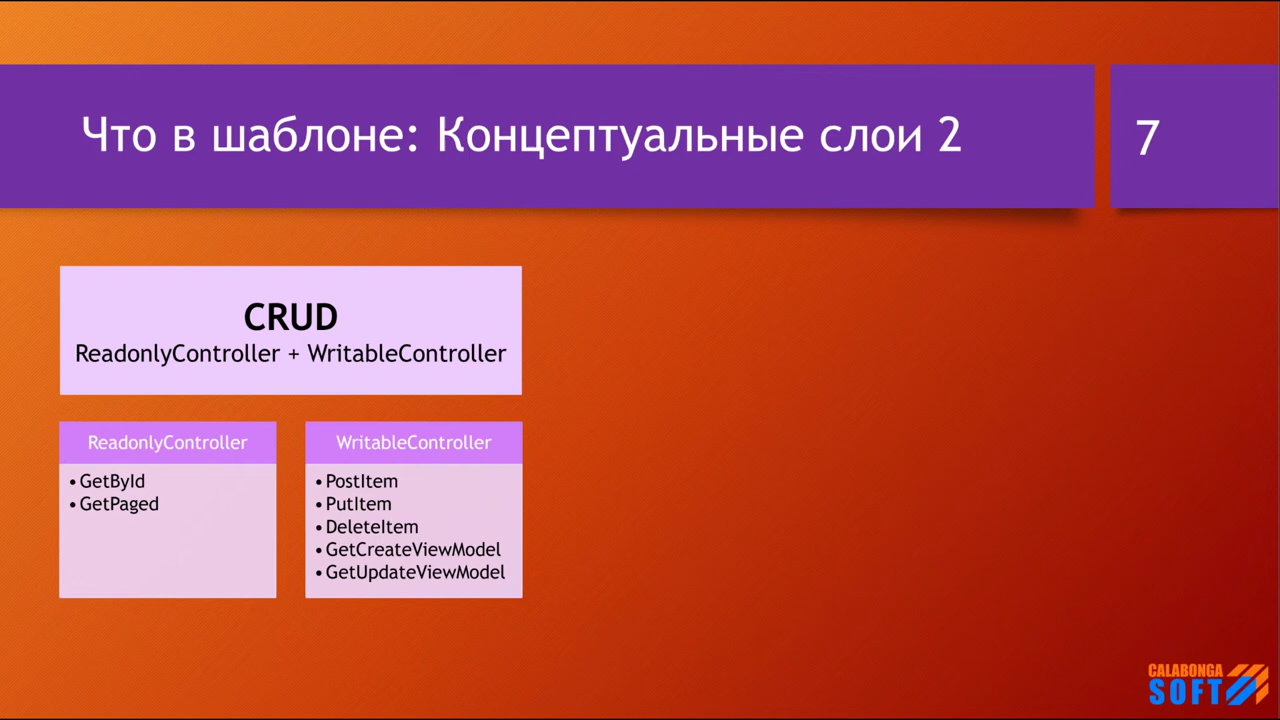 Что в шаблоне: Концептуальные слои 2
7
CRUD
ReadonlyController + WritableController
ReadonlyController
•GetById
•GetPaged
WritableController
•PostItem
•PutItem
•DeleteItem
•GetCreateViewModel
•GetUpdateViewModel
CALABONGA
SOFT